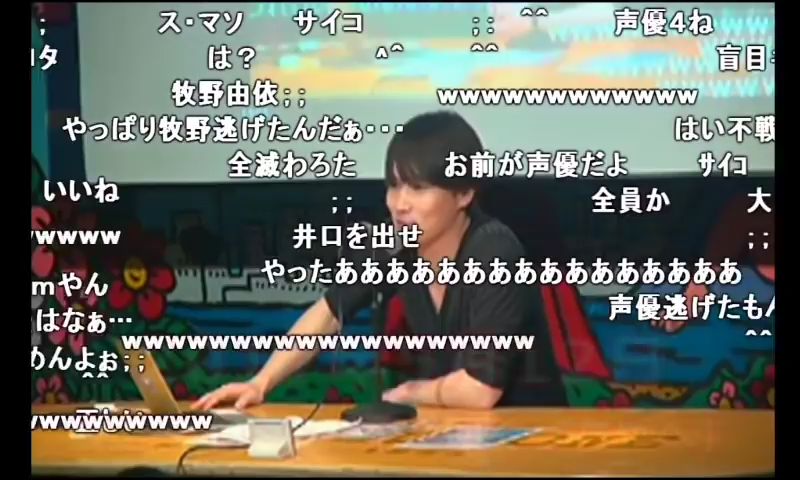 ; ス・マソ サイコ ; ; ^^ 声優4ね
コタ は？ ^^ ^^ 盲目
牧野由依; ; wwwwwwwwwwwww
やっぱり牧野逃げたんだぁ・・・ はい不戦
全滅わろた お前が声優だよ サイコ
いいね ; ; 全員か 大
wwwww 井口を出せ ; ;
やったああああああああああああああああ
mやん
はなぁ… 声優逃げたもん
wwwwwwwwwwwwwwwwwwww ^^
めんよぉ; ;
^^
wwwwwwwwww